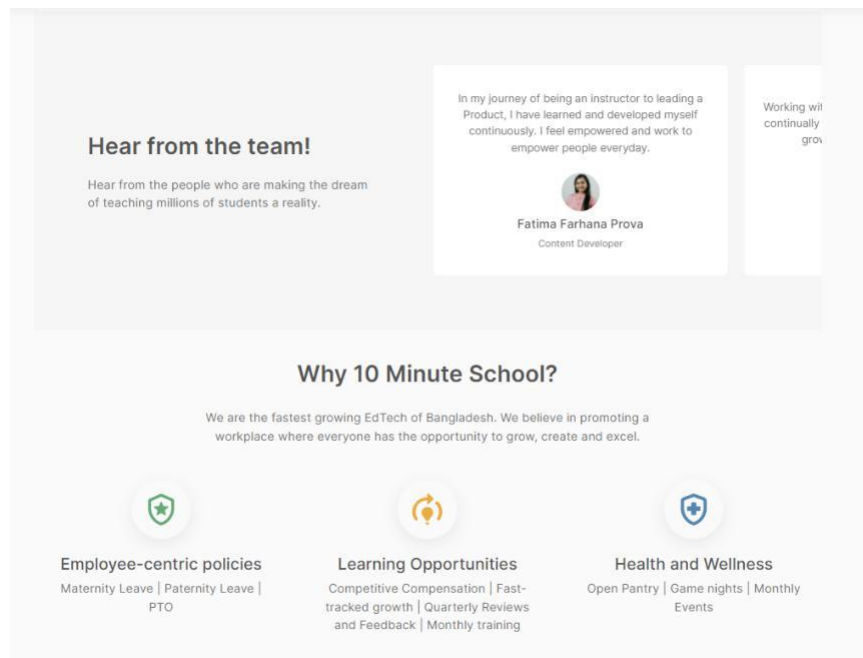 Hear from the team!
Hear from the people who are making the dream
of teaching millions of students a reality.
In my journey of being an instructor to leading a
Product, I have learned and developed myself
continuously. I feel empowered and work to
empower people everyday.
Fatima Farhana Prova
Content Developer
Working
continually
Why 10 Minute School?
We are the fastest growing EdTech of Bangladesh. We believe in promoting a
workplace where everyone has the opportunity to grow, create and excel.
Employee-centric policies
Maternity Leave | Paternity Leave |
PTO
Learning Opportunities
Competitive Compensation | Fast-
tracked growth | Quarterly Reviews
and Feedback | Monthly training
Health and Wellness
Open Pantry | Game nights | Monthly
Events